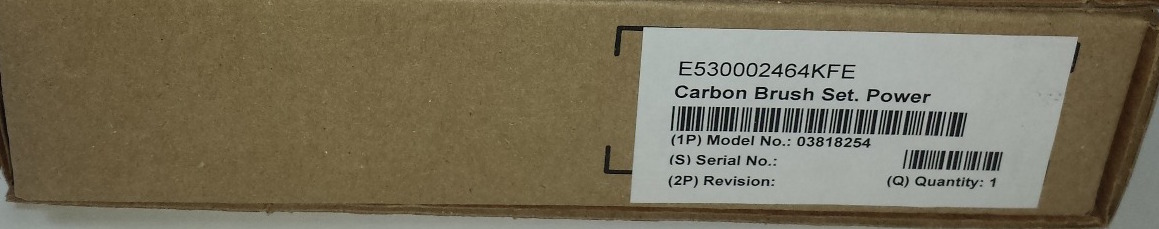 E530002464KFE
Carbon Brush Set. Power
(1P) Model No.: 03818254
(S) Serial No.:
(2P) Revision: (Q) Quantity: 1